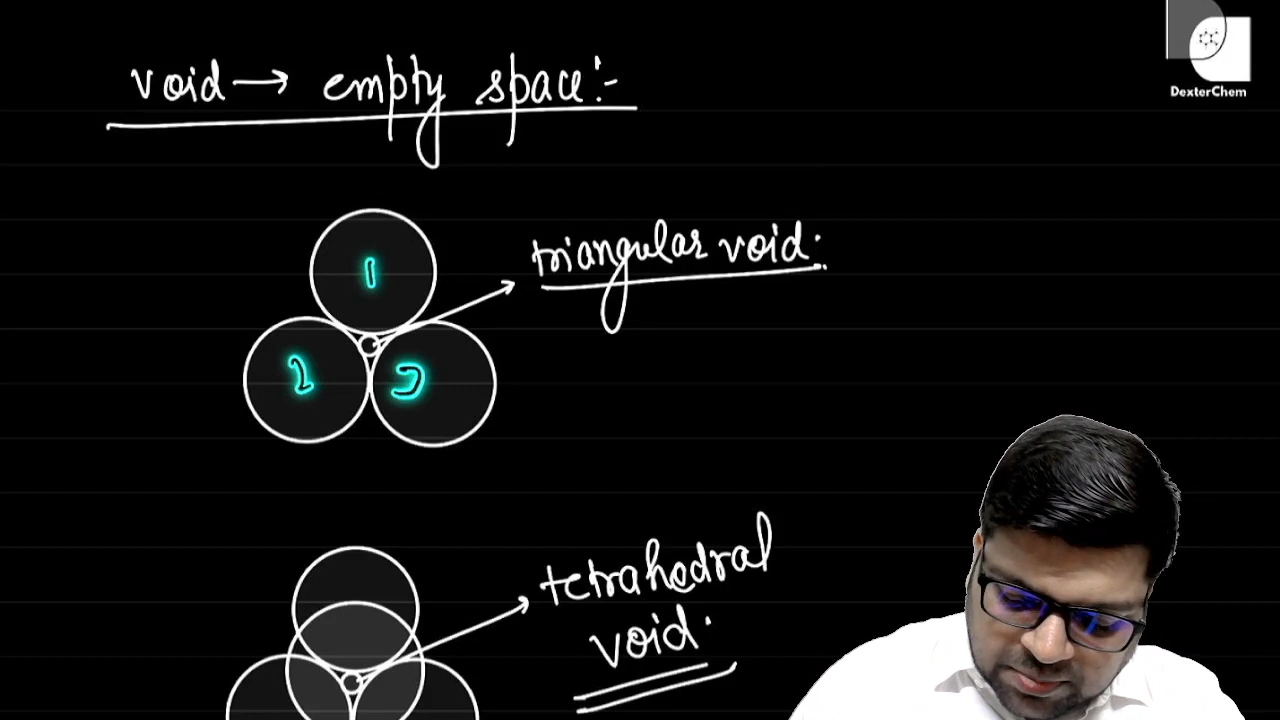 void → empty space:-
DexterChem
triangular void.
1
2
3
tetrahedral
void.